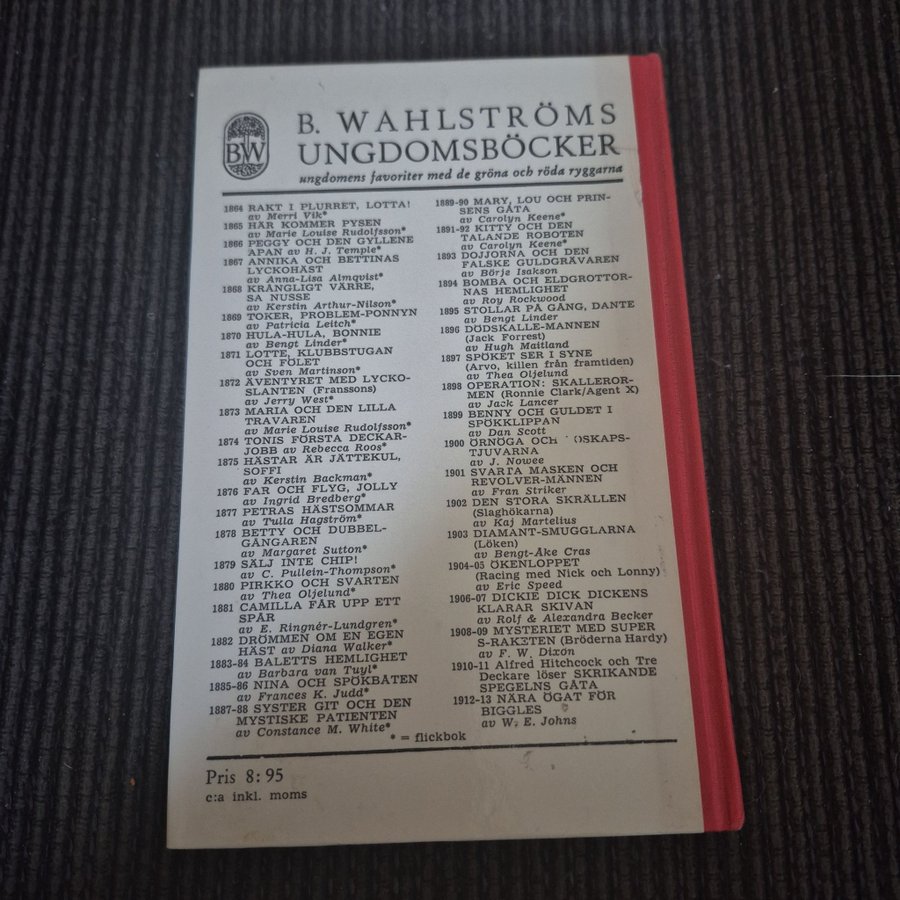 BW
B. WAHLSTRÖMS
UNGDOMSBÖCKER
ungdomens favoriter med de gröna och röda ryggarna
1864 RAKT I PLURRET, LOTTA!
av Merri Vik*
1865 HÄR KOMMER PYSEN
av Marie Louise Rudolfsson*
1866 PEGGY OCH DEN GYLLENE
APAN av H. J. Temple*
1867 ANNIKA OCH BETTINAS
LYCKOHÄST
av Anna-Lisa Almqvist*
1868 KRÅNGLIGT VÄRRE,
SA NUSSE
av Kerstin Arthur-Nilson*
1869 TOKER, PROBLEM-PONNYN
av Patricia Leitch*
1870 HULA-HULA, BONNIE
av Bengt Linder*
1871 LOTTE, KLUBBSTUGAN
OCH FÖLET
av Sven Martinson*
1872 ÄVENTYRET MED LYCKO-
SLANTEN (Franssons)
av Jerry West*
1873 MARIA OCH DEN LILLA
TRAVAREN
av Marie Louise Rudolfsson*
1874 TONIS FÖRSTA DECKAR-
JOBB av Rebecca Roos*
1875 HÄSTAR ÄR JÄTTEKUL,
SOFFI
av Kerstin Backman*
1876 FAR OCH FLYG, JOLLY
av Ingrid Bredberg*
1877 PETRAS HÄSTSOMMAR
av Tulla Hagström*
1878 BETTY OCH DUBBEL-
GÅNGAREN
av Margaret Sutton*
1879 SÄLJ INTE CHIP!
av C. Pullein-Thompson*
1880 PIRKKO OCH SVARTEN
av Thea Oljelund*
1881 CAMILLA FÅR UPP ETT
SPÅR
av E. Ringnér-Lundgren*
1882 DRÖMMEN OM EN EGEN
HÄST av Diana Walker*
1883-84 BALETTS HEMLIGHET
av Barbara van Tuyl*
1885-86 NINA OCH SPÖKBÅTEN
av Frances K. Judd*
1887-88 SYSTER GIT OCH DEN
MYSTISKE PATIENTEN
av Constance M. White*
1889-90 MARY, LOU OCH PRIN-
SENS GÅTA
av Carolyn Keene*
1891-92 KITTY OCH DEN
TALANDE ROBOTEN
av Carolyn Keene*
1893 DOJJORNA OCH DEN
FALSKE GULDGRÄVAREN
av Börje Isakson
1894 BOMBA OCH ELDGROTTOR-
NAS HEMLIGHET
av Roy Rockwood
1895 STOLLAR PÅ GÅNG, DANTE
av Bengt Linder
1896 DÖDSKALLE-MANNEN
(Jack Forrest)
av Hugh Maitland
1897 SPÖKET SER I SYNE
(Arvo, killen från framtiden)
av Thea Oljelund
1898 OPERATION: SKALLEROR-
MEN (Ronnie Clark/Agent X)
av Jack Lancer
1899 BENNY OCH GULDET I
SPÖKKLIPPAN
av Dan Scott
1900 ÖRNÖGA OCH OSKAPS-
TJUVARNA
av J. Nowee
1901 SVARTA MASKEN OCH
REVOLVER-MÄNNEN
av Fran Striker
1902 DEN STORA SKRÄLLEN
(Slaghökarna)
av Kaj Martelius
1903 DIAMANT-SMUGGLARNA
(Löken)
av Bengt-Åke Cras
1904-05 ÖKENLOPPET
(Racing med Nick och Lonny)
av Eric Speed
1906-07 DICKIE DICK DICKENS
KLARAR SKIVAN
av Rolf & Alexandra Becker
1908-09 MYSTERIET MED SUPER
S-RAKETEN (Bröderna Hardy)
av F. W. Dixon
1910-11 Alfred Hitchcock och Tre
Deckare löser SKRIKANDE
SPEGELNS GÅTA
1912-13 NÄRA ÖGAT FÖR
BIGGLES
av W. E. Johns
* = flickbok
Pris 8:95
c:a inkl. moms